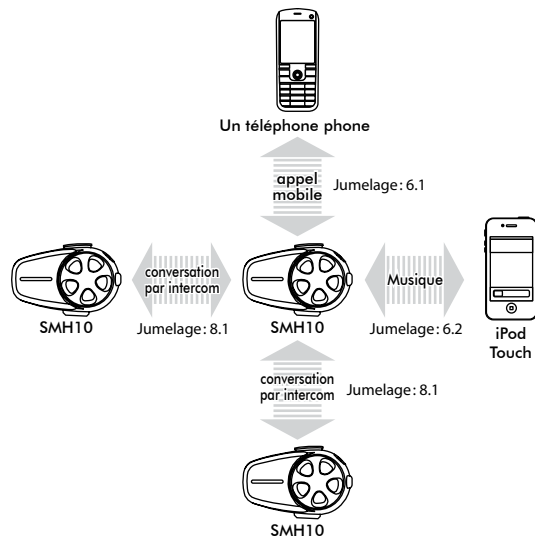 Un téléphone phone
appel
mobile
Jumelage: 6.1
conversation
par intercom
Musique
SMH10
Jumelage: 8.1
SMH10
Jumelage: 6.2
iPod
Touch
conversation
par intercom
Jumelage: 8.1
SMH10